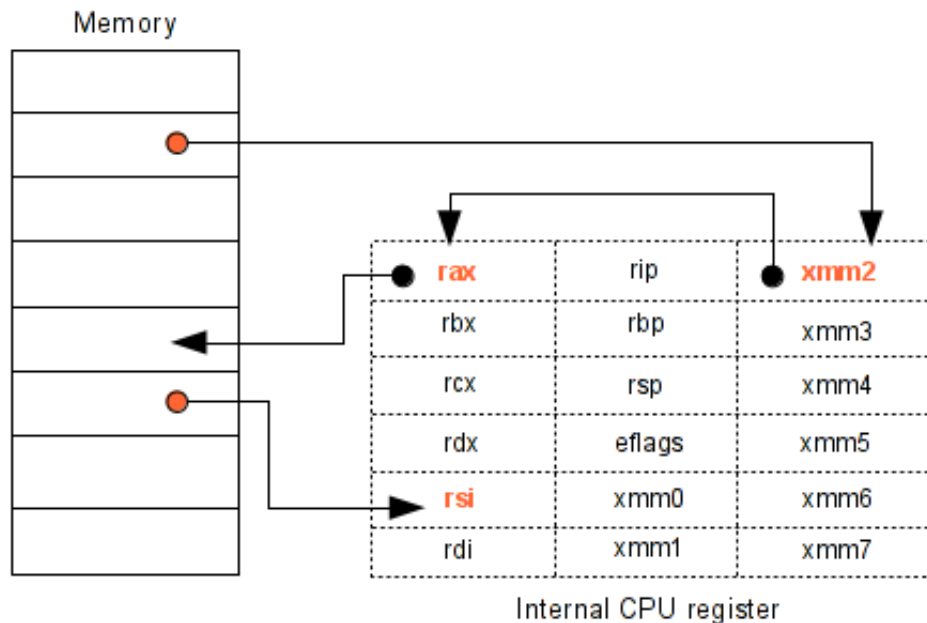 Memory
rax rip xmm2
rbx rbp xmm3
rcx rsp xmm4
rdx eflags xmm5
rsi xmm0 xmm6
rdi xmm1 xmm7
Internal CPU register